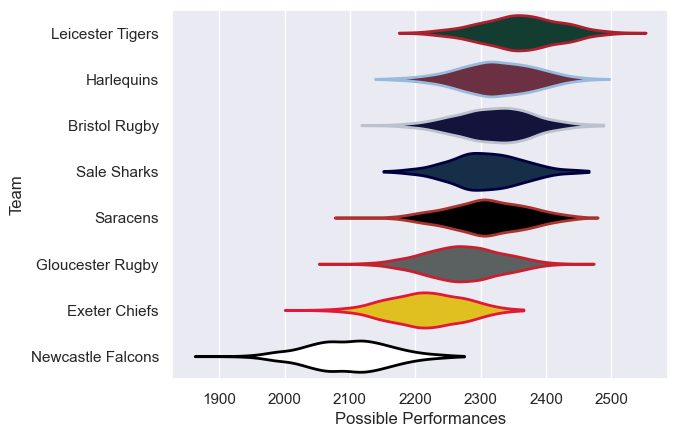 Leicester Tigers
Harlequins
Bristol Rugby
Sale Sharks
Saracens
Gloucester Rugby
Exeter Chiefs
Newcastle Falcons
Team
1900 2000 2100 2200 2300 2400 2500
Possible Performances